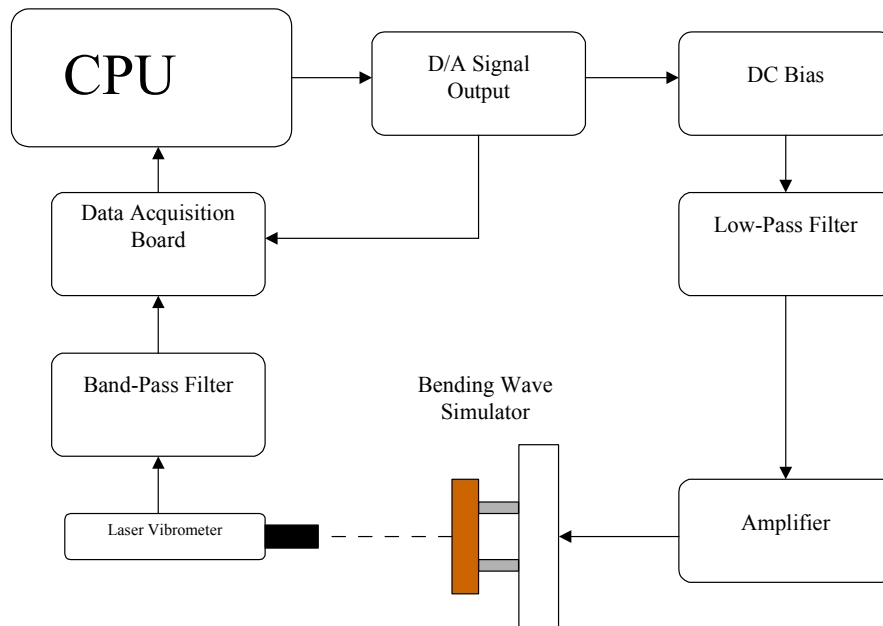 CPU
D/A Signal
Output
DC Bias
Data Acquisition
Board
Low-Pass Filter
Band-Pass Filter
Bending Wave
Simulator
Laser Vibrometer
Amplifier